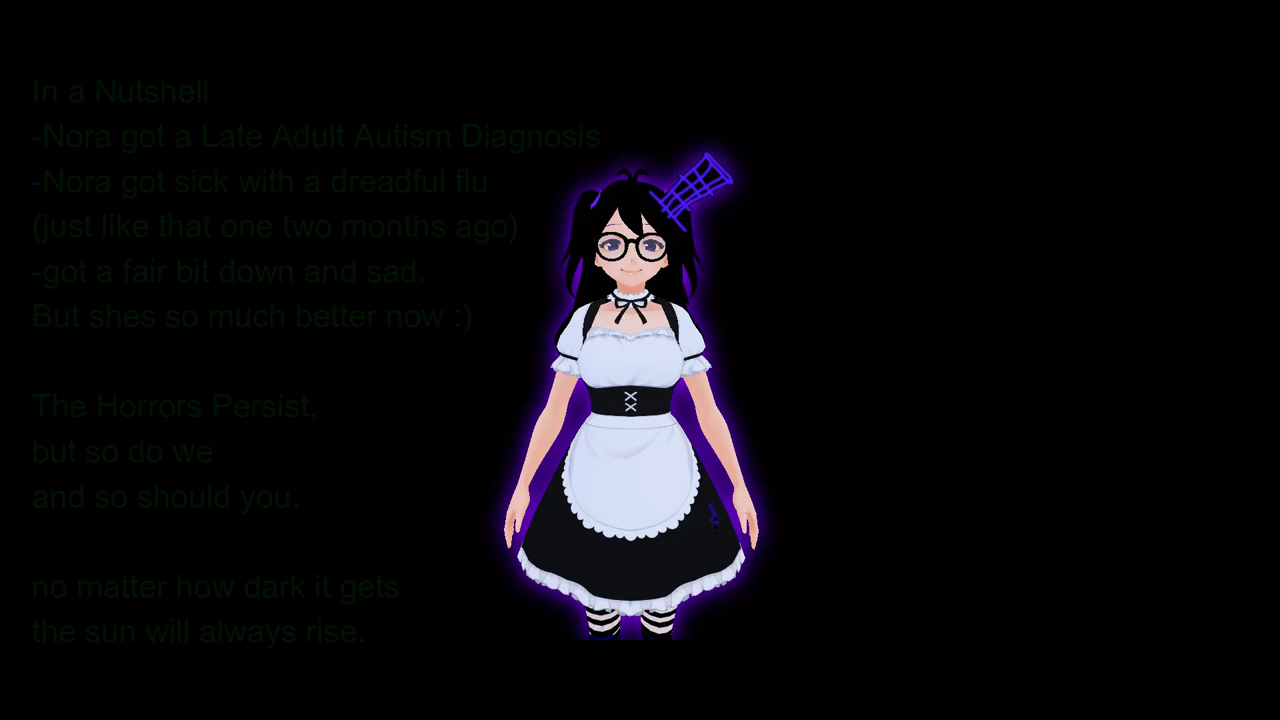 In a Nutshell
-Nora got a Late Adult Autism Diagnosis
-Nora got sick with a dreadful flu
(just like that one two months ago)
-got a fair bit down and sad.
But shes so much better now :)
The Horrors Persist,
but so do we
and so should you.
no matter how dark it gets
the sun will always rise.